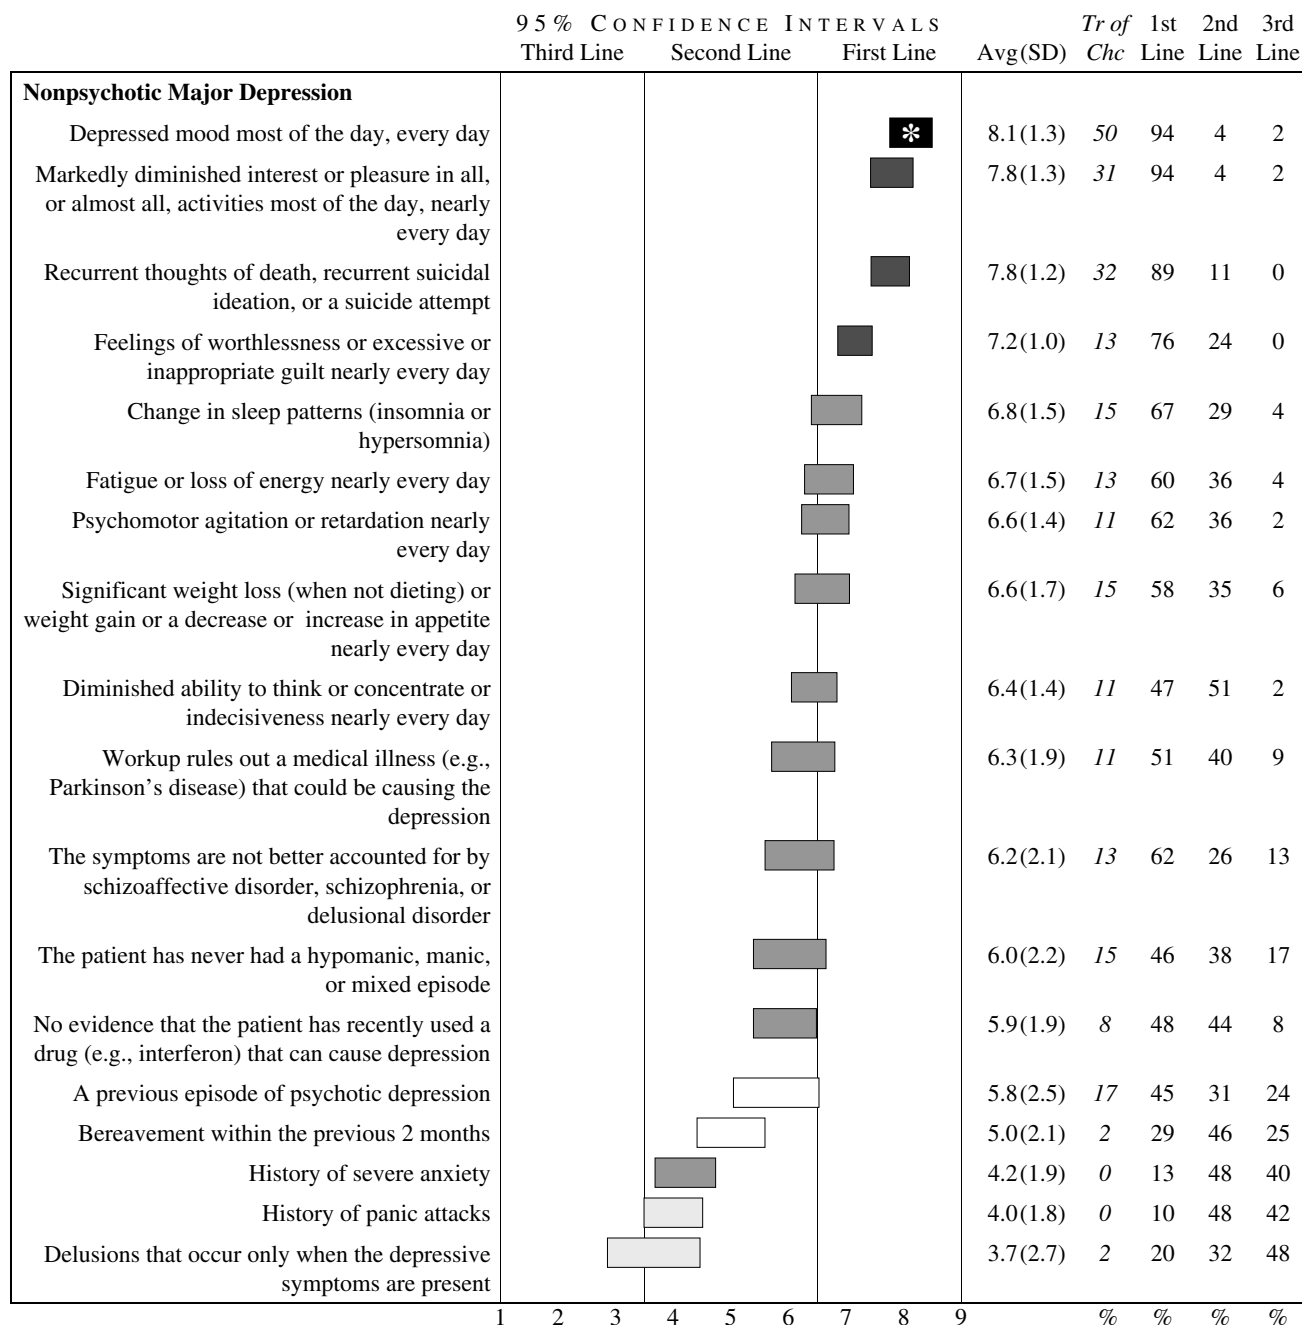 95% CONFIDENCE INTERVALS Tr of 1st 2nd 3rd
Third Line Second Line First Line Avg(SD) Chc Line Line Line
Nonpsychotic Major Depression
Depressed mood most of the day, every day * 8.1(1.3) 50 94 4 2
Markedly diminished interest or pleasure in all, 7.8(1.3) 31 94 4 2
or almost all, activities most of the day, nearly
every day
Recurrent thoughts of death, recurrent suicidal 7.8(1.2) 32 89 11 0
ideation, or a suicide attempt
Feelings of worthlessness or excessive or 7.2(1.0) 13 76 24 0
inappropriate guilt nearly every day
Change in sleep patterns (insomnia or 6.8(1.5) 15 67 29 4
hypersomnia)
Fatigue or loss of energy nearly every day 6.7(1.5) 13 60 36 4
Psychomotor agitation or retardation nearly 6.6(1.4) 11 62 36 2
every day
Significant weight loss (when not dieting) or 6.6(1.7) 15 58 35 6
weight gain or a decrease or increase in appetite
nearly every day
Diminished ability to think or concentrate or 6.4(1.4) 11 47 51 2
indecisiveness nearly every day
Workup rules out a medical illness (e.g., 6.3(1.9) 11 51 40 9
Parkinson's disease) that could be causing the
depression
The symptoms are not better accounted for by 6.2(2.1) 13 62 26 13
schizoaffective disorder, schizophrenia, or
delusional disorder
The patient has never had a hypomanic, manic, 6.0(2.2) 15 46 38 17
or mixed episode
No evidence that the patient has recently used a 5.9(1.9) 8 48 44 8
drug (e.g., interferon) that can cause depression
A previous episode of psychotic depression 5.8(2.5) 17 45 31 24
Bereavement within the previous 2 months 5.0(2.1) 2 29 46 25
History of severe anxiety 4.2(1.9) 0 13 48 40
History of panic attacks 4.0(1.8) 0 10 48 42
Delusions that occur only when the depressive 3.7(2.7) 2 20 32 48
symptoms are present
1 2 3 4 5 6 7 8 9 % % % %